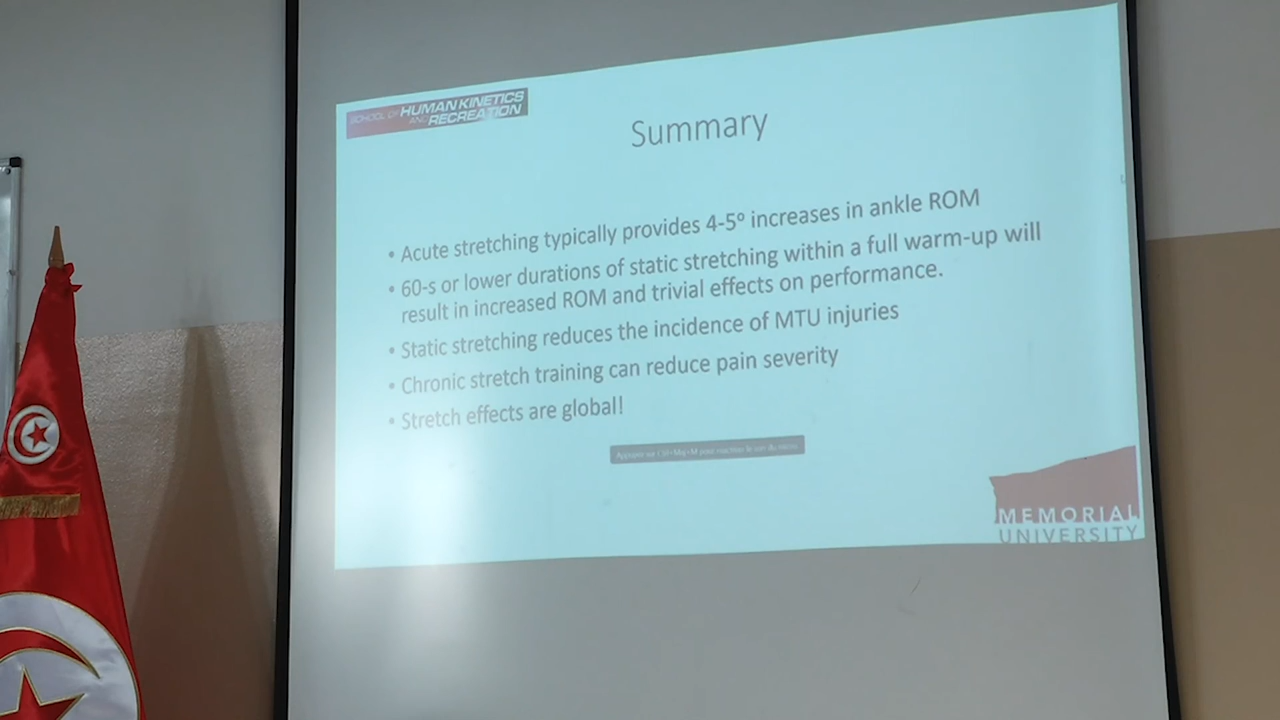 SCHOOL OF HUMAN KINETICS
AND RECREATION
Summary
• Acute stretching typically provides 4-5º increases in ankle ROM
• 60-s or lower durations of static stretching within a full warm-up will
result in increased ROM and trivial effects on performance.
• Static stretching reduces the incidence of MTU injuries
• Chronic stretch training can reduce pain severity
• Stretch effects are global!
MEMORIAL
UNIVERSITY